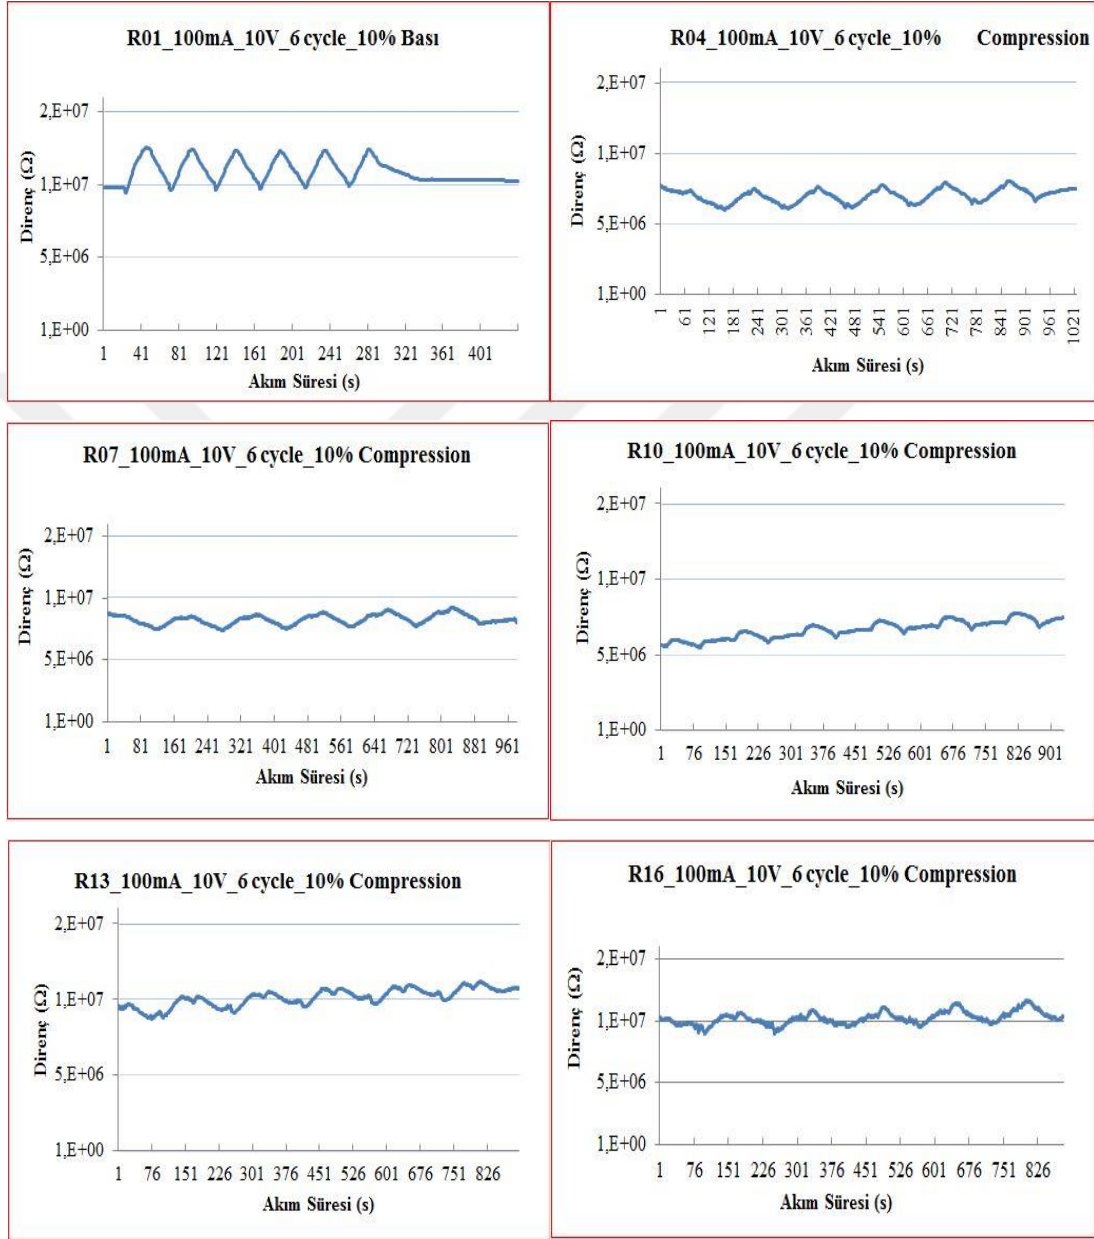 R01_100mA_10V_6 cycle_10% Bası
2,E+07
1,E+07
5,E+06
1,E+00
Direnç (Ω)
1 41 81 121 161 201 241 281 321 361 401
Akım Süresi (s)
R04_100mA_10V_6 cycle_10% Compression
2,E+07
1,E+07
5,E+06
1,E+00
Direnç (Ω)
1 61 121 181 241 301 361 421 481 541 601 661 721 781 841 901 961 1021
Akım Süresi (s)
R07_100mA_10V_6 cycle_10% Compression
2,E+07
1,E+07
5,E+06
1,E+00
Direnç (Ω)
1 81 161 241 321 401 481 561 641 721 801 881 961
Akım Süresi (s)
R10_100mA_10V_6 cycle_10% Compression
2,E+07
1,E+07
5,E+06
1,E+00
Direnç (Ω)
1 76 151 226 301 376 451 526 601 676 751 826 901
Akım Süresi (s)
R13_100mA_10V_6 cycle_10% Compression
2,E+07
1,E+07
5,E+06
1,E+00
Direnç (Ω)
1 76 151 226 301 376 451 526 601 676 751 826
Akım Süresi (s)
R16_100mA_10V_6 cycle_10% Compression
2,E+07
1,E+07
5,E+06
1,E+00
Direnç (Ω)
1 76 151 226 301 376 451 526 601 676 751 826
Akım Süresi (s)